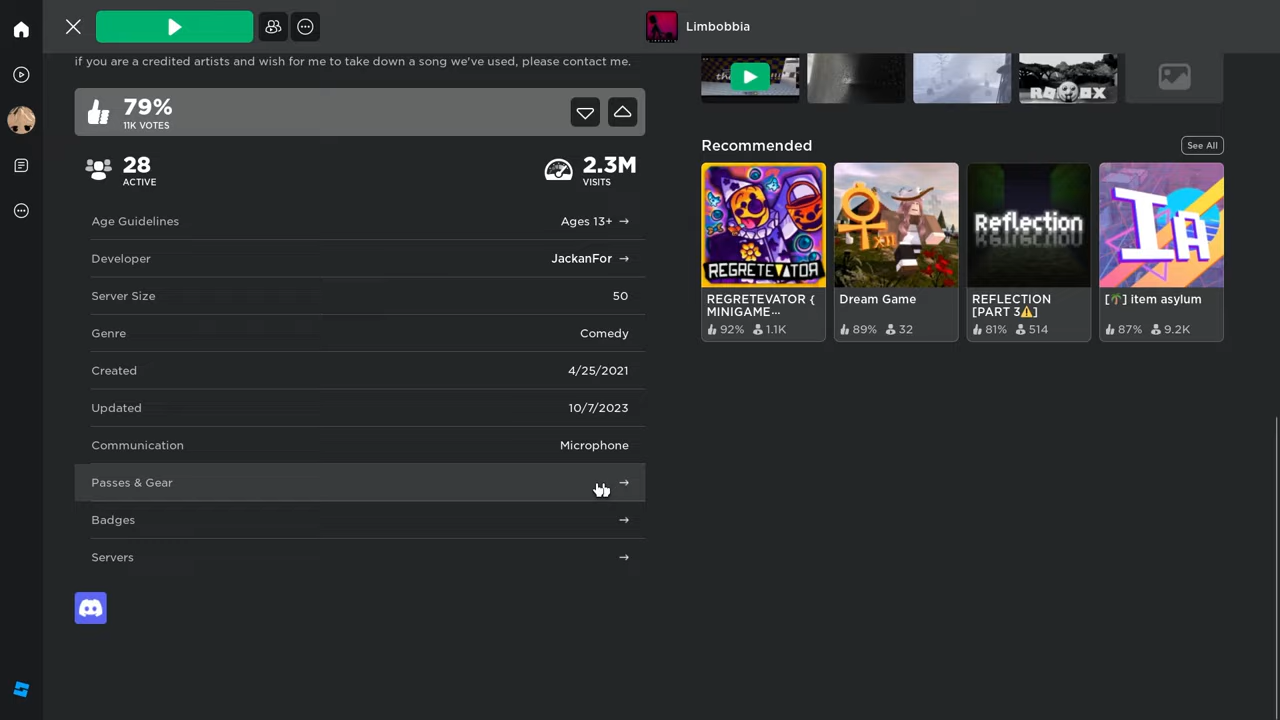 Limbobbia
if you are a credited artists and wish for me to take down a song we've used, please contact me.
79%
11K VOTES
28
ACTIVE
2.3M
VISITS
Age Guidelines Ages 13+ →
Developer JackanFor →
Server Size 50
Genre Comedy
Created 4/25/2021
Updated 10/7/2023
Communication Microphone
Passes & Gear →
Badges →
Servers →
ROBLOX
Recommended See All
REGRETEVATOR
REGRETEVATOR {
MINIGAME...
92% 1.1K
Dream Game
89% 32
Reflection
REFLECTION
[PART 3⚠️]
81% 514
IA
[🌴] item asylum
87% 9.2K